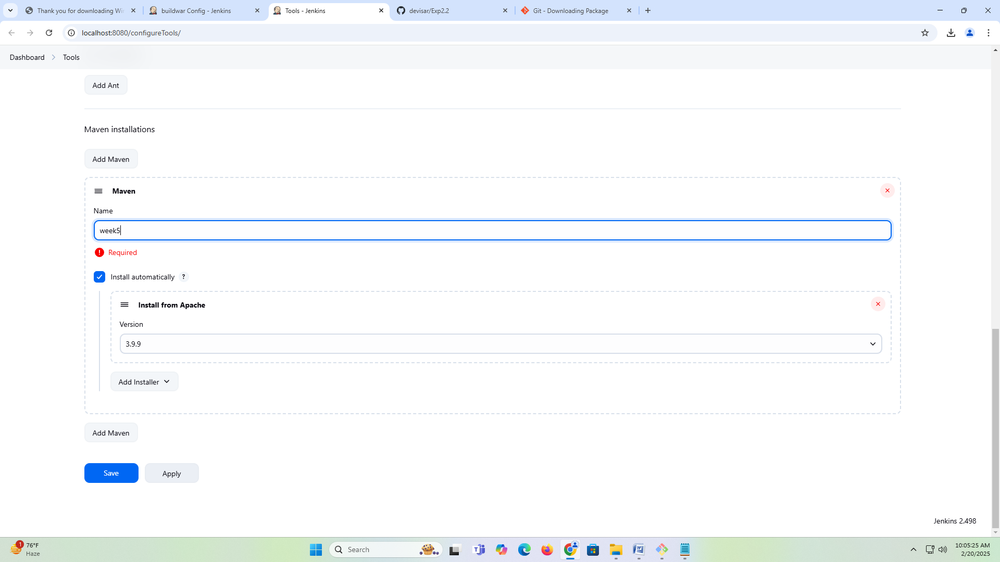 Thank you for downloading Wi
buildwar Config - Jenkins
Tools - Jenkins
devisar/Exp2.2
Git - Downloading Package
localhost:8080/configureTools/
Dashboard
Tools
Add Ant
Maven installations
Add Maven
Maven
Name
week5
! Required
Install automatically ?
Install from Apache
Version
3.9.9
Add Installer
Add Maven
Save
Apply
Jenkins 2.498
1
76°F
Haze
Search
10:05:25 AM
2/20/2025